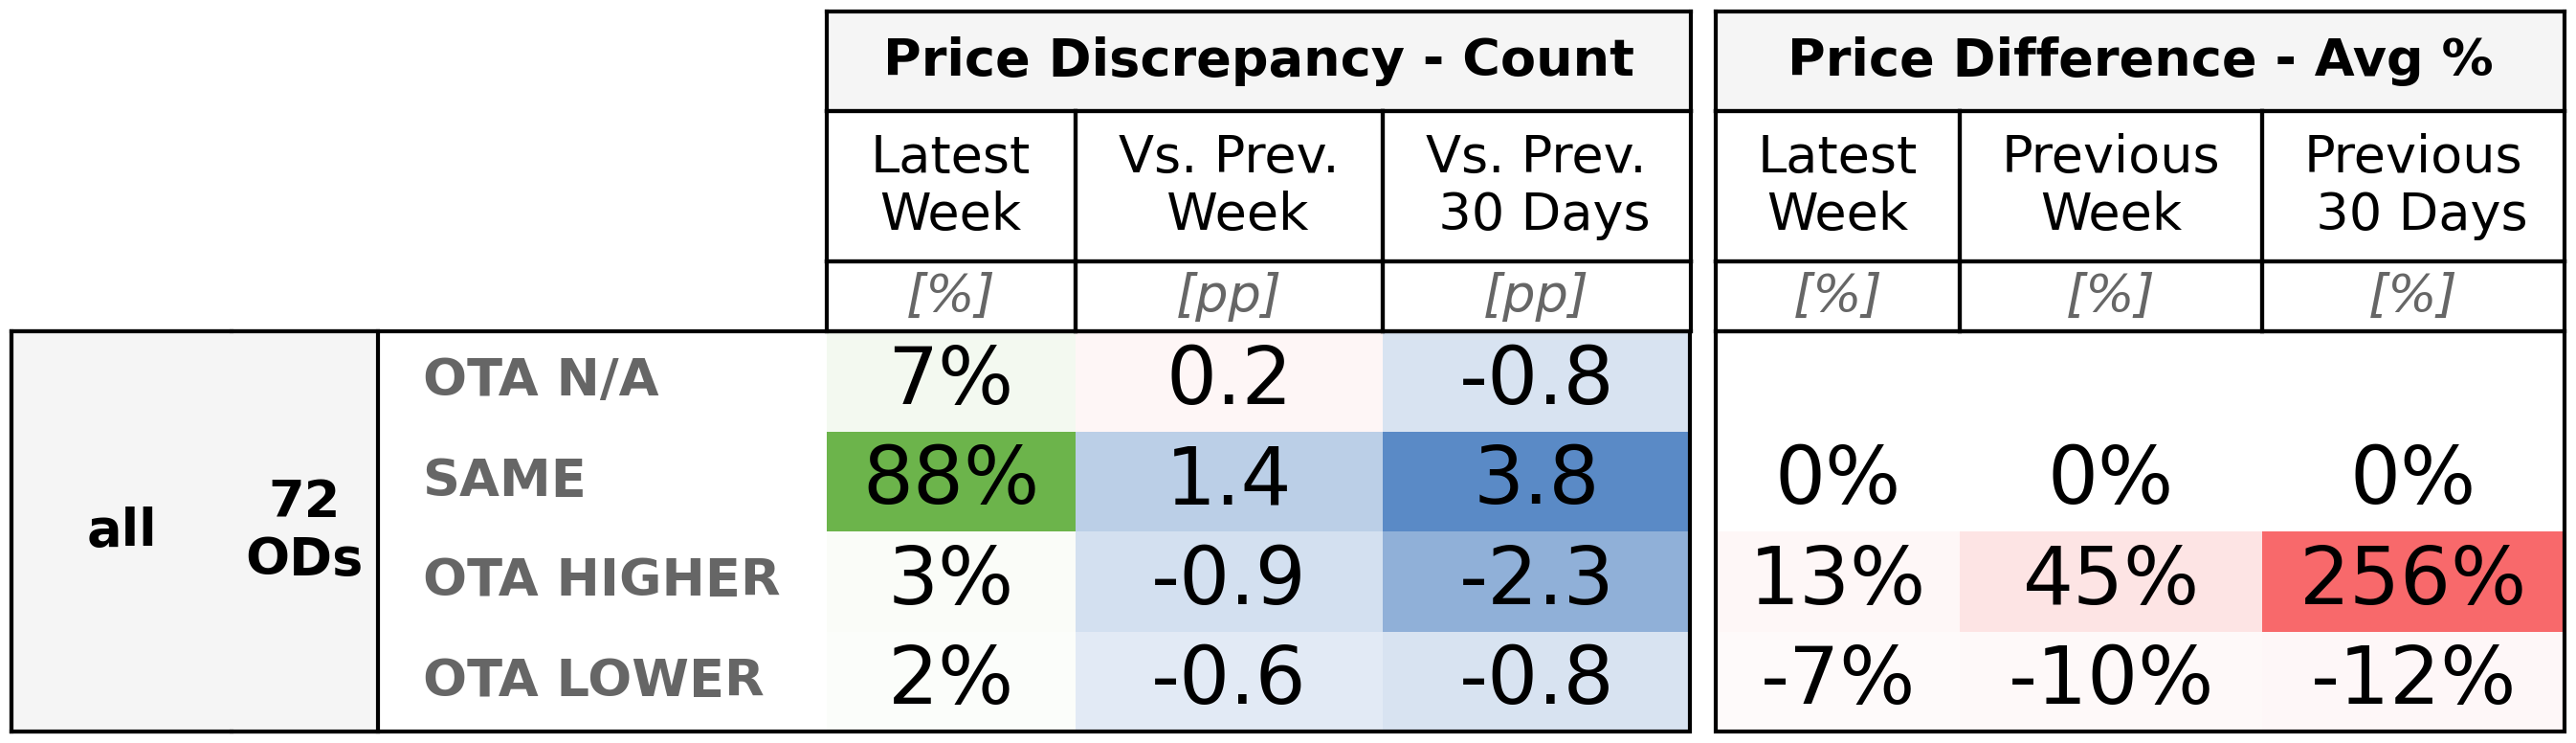 Price Discrepancy - Count Price Difference - Avg %
Latest Week Vs. Prev. Week Vs. Prev. 30 Days Latest Week Previous Week Previous 30 Days
[%] [pp] [pp] [%] [%] [%]
all 72 ODs
OTA N/A 7% 0.2 -0.8
SAME 88% 1.4 3.8 0% 0% 0%
OTA HIGHER 3% -0.9 -2.3 13% 45% 256%
OTA LOWER 2% -0.6 -0.8 -7% -10% -12%